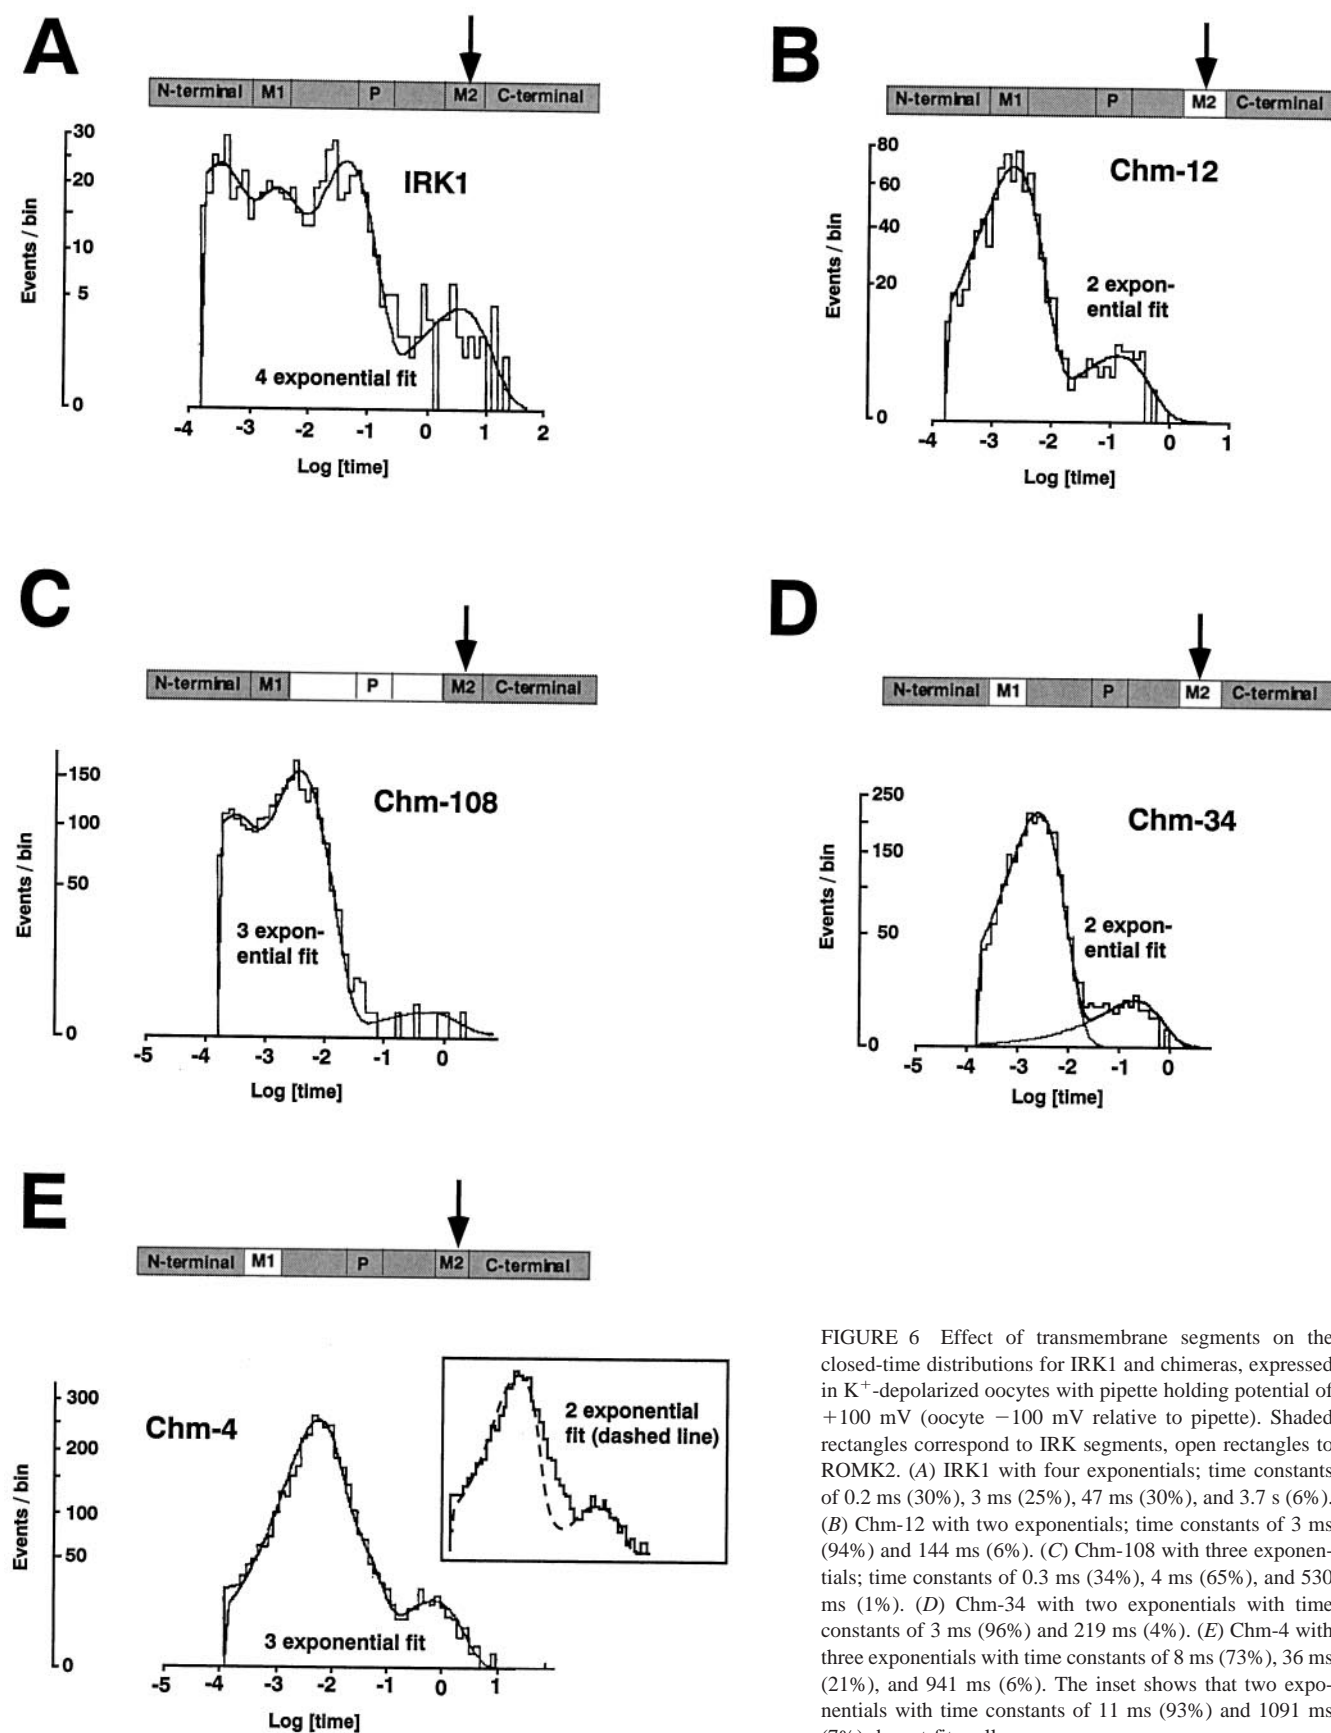 A
N-terminal M1 P M2 C-terminal
30
20
10
5
0
Events / bin
IRK1
4 exponential fit
-4 -3 -2 -1 0 1 2
Log [time]
B
N-terminal M1 P M2 C-terminal
80
60
40
20
0
Events / bin
Chm-12
2 expon-
ential fit
-4 -3 -2 -1 0 1
Log [time]
C
N-terminal M1 P M2 C-terminal
150
100
50
0
Events / bin
Chm-108
3 expon-
ential fit
-5 -4 -3 -2 -1 0
Log [time]
D
N-terminal M1 P M2 C-terminal
250
150
50
0
Events / bin
Chm-34
2 expon-
ential fit
-5 -4 -3 -2 -1 0
Log [time]
E
N-terminal M1 P M2 C-terminal
300
200
100
50
0
Events / bin
Chm-4
2 exponential
fit (dashed line)
3 exponential fit
-4 -3 -2 -1 0 1
Log [time]
FIGURE 6 Effect of transmembrane segments on the
closed-time distributions for IRK1 and chimeras, expressed
in K⁺-depolarized oocytes with pipette holding potential of
+100 mV (oocyte −100 mV relative to pipette). Shaded
rectangles correspond to IRK segments, open rectangles to
ROMK2. (A) IRK1 with four exponentials; time constants
of 0.2 ms (30%), 3 ms (25%), 47 ms (30%), and 3.7 s (6%).
(B) Chm-12 with two exponentials; time constants of 3 ms
(94%) and 144 ms (6%). (C) Chm-108 with three exponen-
tials; time constants of 0.3 ms (34%), 4 ms (65%), and 530
ms (1%). (D) Chm-34 with two exponentials with time
constants of 3 ms (96%) and 219 ms (4%). (E) Chm-4 with
three exponentials with time constants of 8 ms (73%), 36 ms
(21%), and 941 ms (6%). The inset shows that two expo-
nentials with time constants of 11 ms (93%) and 1091 ms